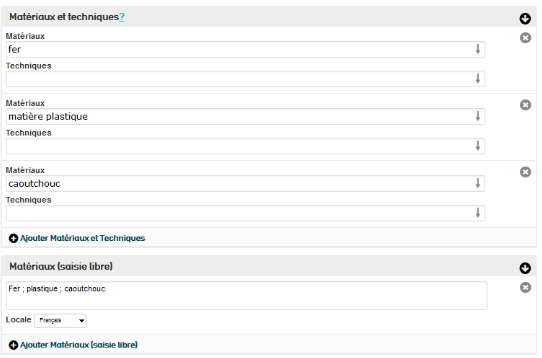 Matériaux et techniques?
Matériaux
fer
Techniques
Matériaux
matière plastique
Techniques
Matériaux
caoutchouc
Techniques
Ajouter Matériaux et Techniques
Matériaux (saisie libre)
Fer ; plastique ; caoutchouc
Locale Français
Ajouter Matériaux (saisie libre)